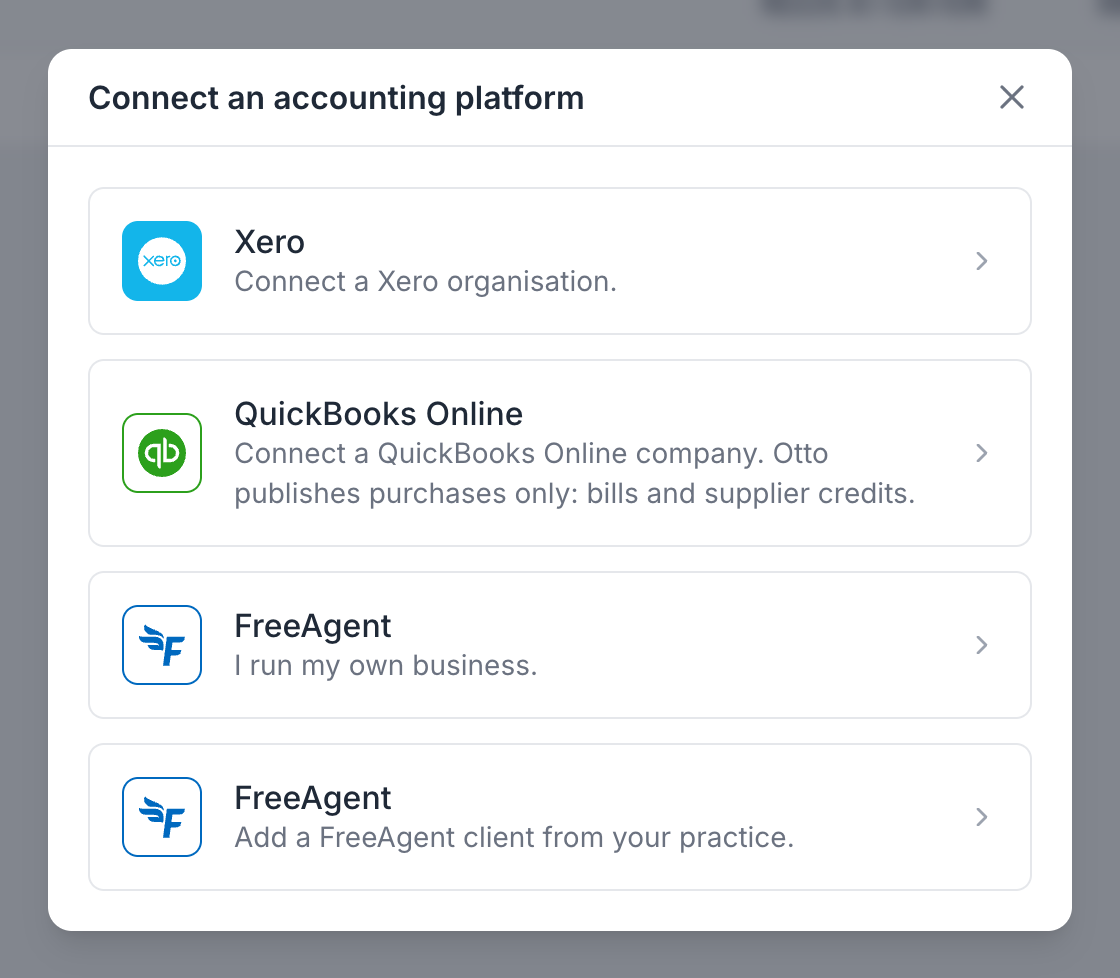 Connect an accounting platform
xero
Xero
Connect a Xero organisation.
qb
QuickBooks Online
Connect a QuickBooks Online company. Otto
publishes purchases only: bills and supplier credits.
F
FreeAgent
I run my own business.
F
FreeAgent
Add a FreeAgent client from your practice.